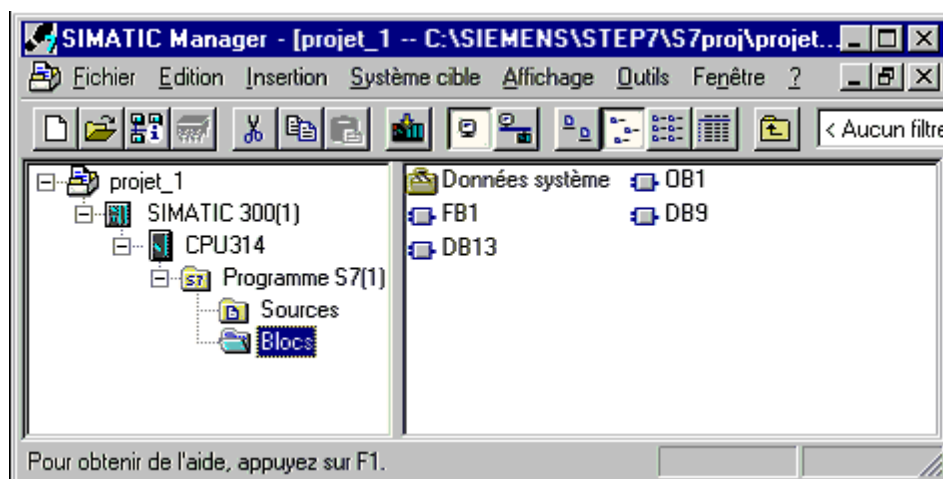 SIMATIC Manager - [projet_1 -- C:\SIEMENS\STEP7\S7proj\projet...
Fichier Edition Insertion Système cible Affichage Outils Fenêtre ?
< Aucun filtre
projet_1
SIMATIC 300(1)
CPU314
Programme S7(1)
Sources
Blocs
Données système OB1
FB1 DB9
DB13
Pour obtenir de l'aide, appuyez sur F1.